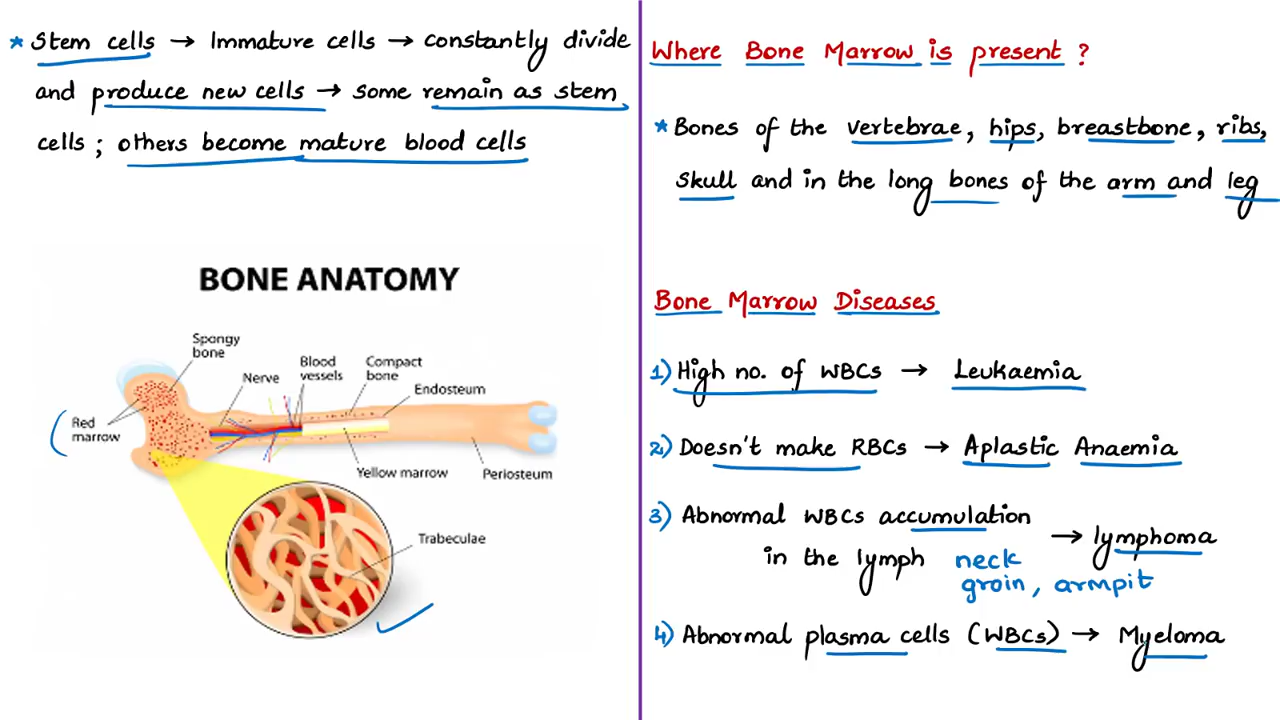 * Stem cells → Immature cells → constantly divide
and produce new cells → some remain as stem
cells ; others become mature blood cells
BONE ANATOMY
Spongy
bone
Nerve
Blood
vessels
Compact
bone
Endosteum
Red
marrow
Yellow marrow
Periosteum
Trabeculae
Where Bone Marrow is present ?
* Bones of the vertebrae, hips, breastbone, ribs,
skull and in the long bones of the arm and leg
Bone Marrow Diseases
1) High no. of WBCs → Leukaemia
2) Doesn't make RBCs → Aplastic Anaemia
3) Abnormal WBCs accumulation
in the lymph → lymphoma
neck
groin, armpit
4) Abnormal plasma cells (WBCs) → Myeloma